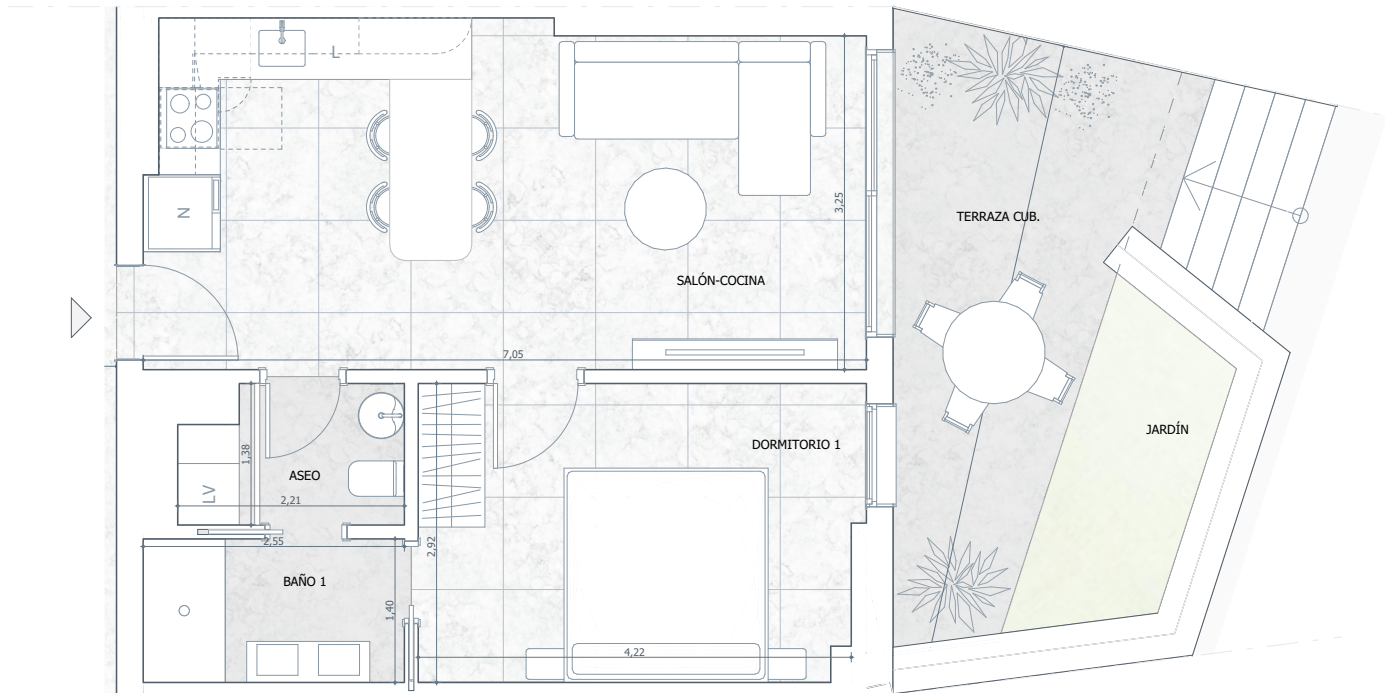 L
N
3,25
TERRAZA CUB.
SALÓN-COCINA
7,05
JARDÍN
DORMITORIO 1
1,38
ASEO
LV
2,21
2,55
2,92
BAÑO 1
1,40
4,22